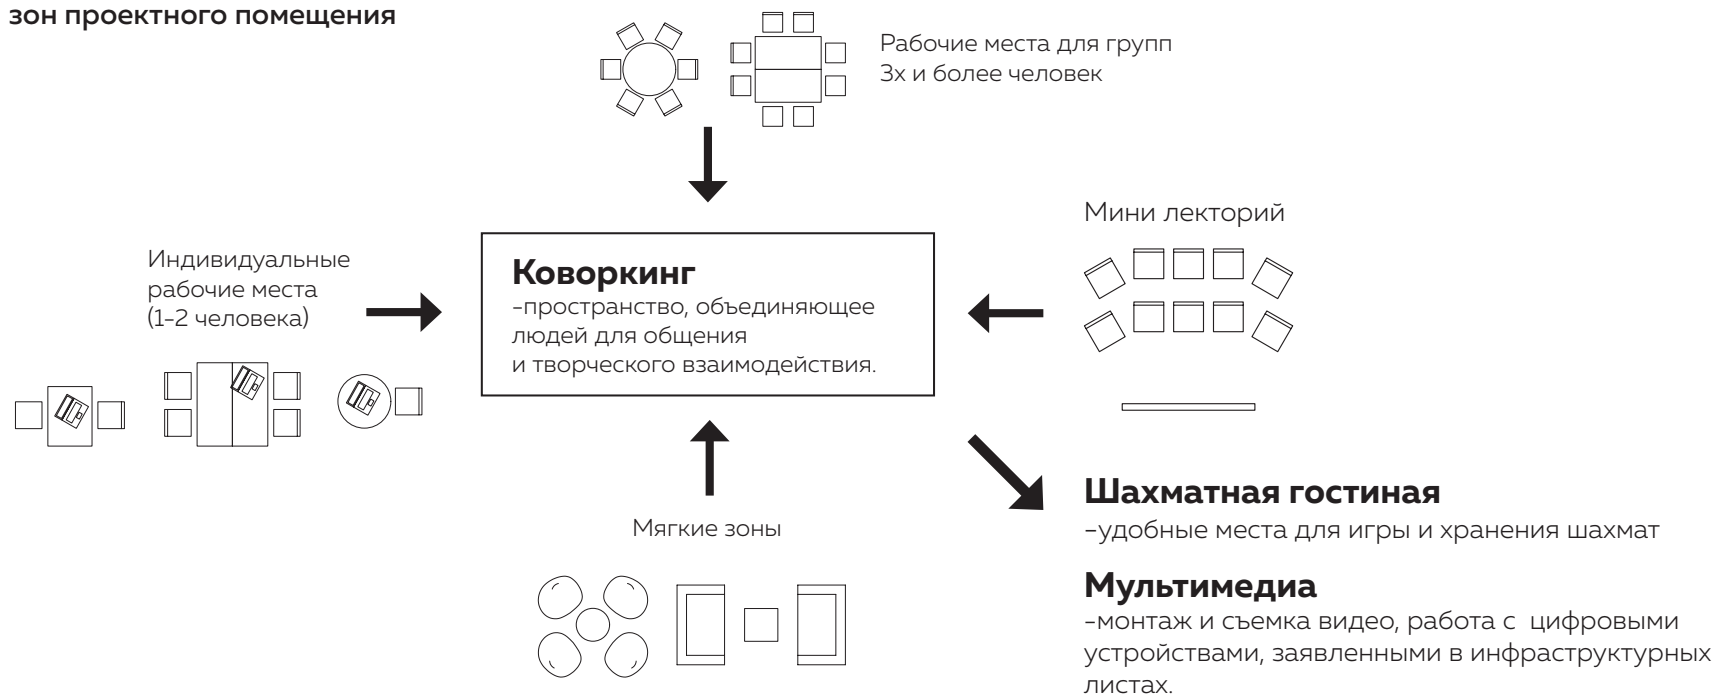 зон проектного помещения
Рабочие места для групп
3х и более человек
Мини лекторий
Индивидуальные
рабочие места
(1-2 человека)
Коворкинг
-пространство, объединяющее
людей для общения
и творческого взаимодействия.
Мягкие зоны
Шахматная гостиная
-удобные места для игры и хранения шахмат
Мультимедиа
-монтаж и съемка видео, работа с цифровыми
устройствами, заявленными в инфраструктурных
листах.